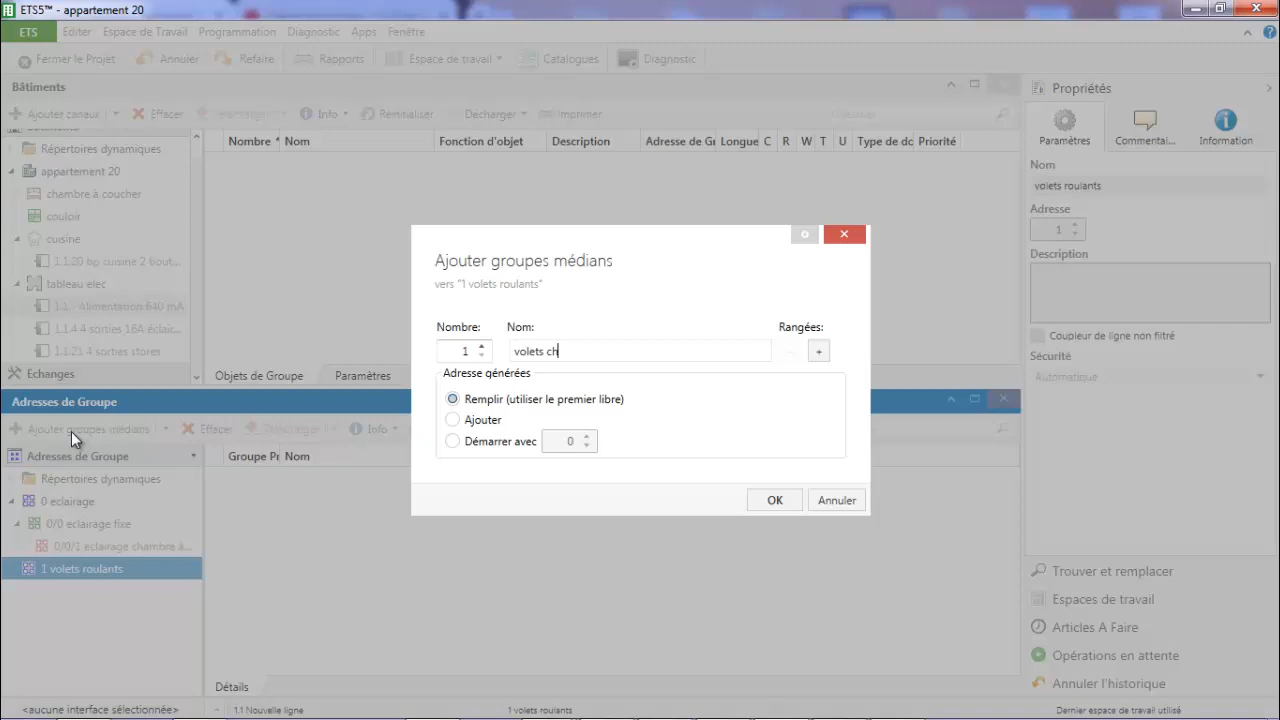 ETS5™ - appartement 20
ETS Editer Espace de Travail Programmation Diagnostic Apps Fenêtre
Fermer le Projet Annuler Refaire Rapports Espace de travail Catalogues Diagnostic
Bâtiments
Ajouter canaux Effacer Télécharger Info Réinitialiser Décharger Imprimer
Bâtiments
Répertoires dynamiques
appartement 20
chambre à coucher
couloir
cuisine
1.1.20 bp cuisine 2 bout...
tableau elec
1.1.- Alimentation 640 mA
1.1.4 4 sorties 16A éclair...
1.1.21 4 sorties stores
Echanges
Nombre Nom Fonction d'objet Description Adresse de Gr Longue C R W T U Type de dc Priorité
Objets de Groupe Paramètres
Propriétés
Paramètres Commentai... Information
Nom
volets roulants
Adresse
1
Description
Coupleur de ligne non filtré
Sécurité
Automatique
Ajouter groupes médians
vers "1 volets roulants"
Nombre: Nom: Rangées:
1 volets ch - +
Adresse générées
Remplir (utiliser le premier libre)
Ajouter
Démarrer avec 0
OK Annuler
Adresses de Groupe
Ajouter groupes médians Effacer Télécharger Info
Adresses de Groupe
Répertoires dynamiques
0 eclairage
0/0 eclairage fixe
0/0/1 eclairage chambre à...
1 volets roulants
Groupe Pr Nom
Détails
Trouver et remplacer
Espaces de travail
Articles A Faire
Opérations en attente
Annuler l'historique
<aucune interface sélectionnée> 1.1 Nouvelle ligne 1 volets roulants Dernier espace de travail utilisé